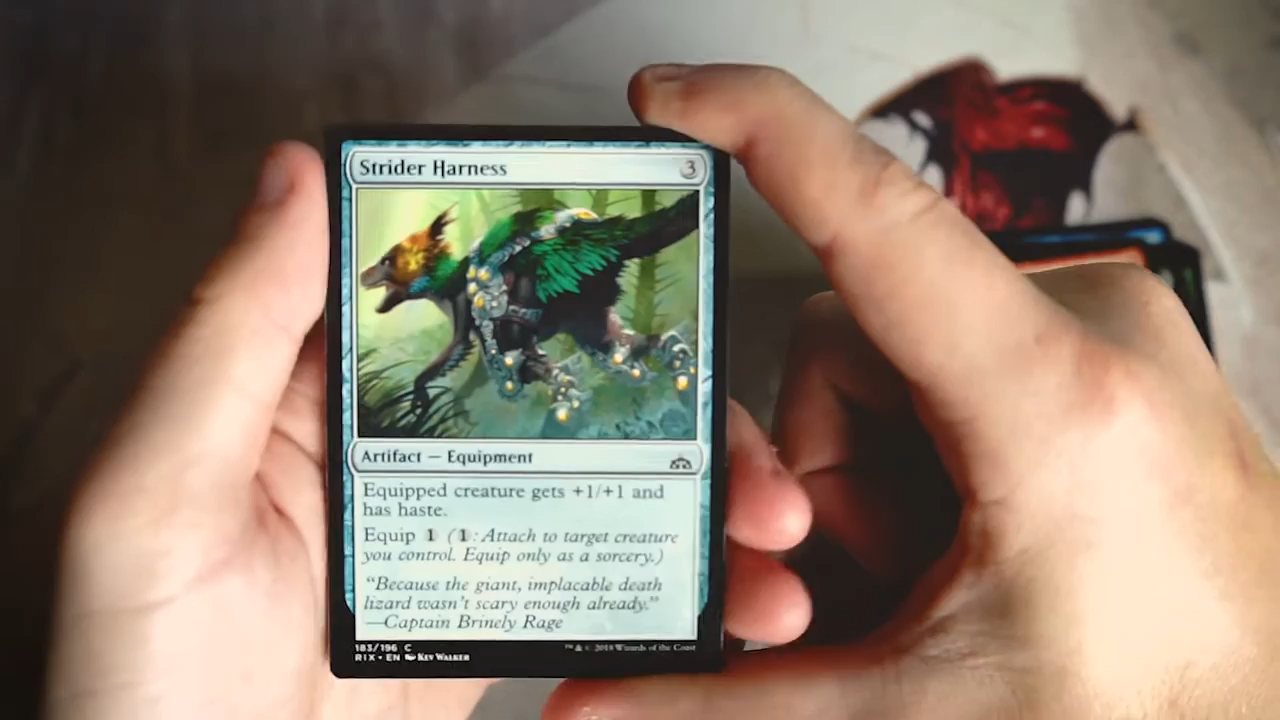 Strider Harness 3
Artifact — Equipment
Equipped creature gets +1/+1 and
has haste.
Equip 1 (1: Attach to target creature
you control. Equip only as a sorcery.)
"Because the giant, implacable death
lizard wasn't scary enough already."
—Captain Brinely Rage
183/196 C
RIX • EN Kev Walker
™ & © 2018 Wizards of the Coast